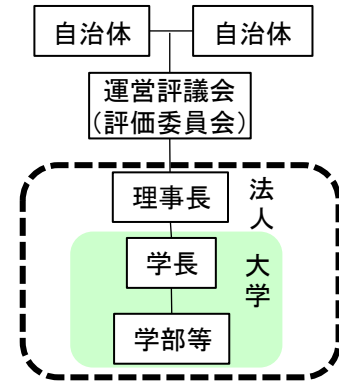 自治体 自治体
運営評議会
（評価委員会）
理事長
法人
学長
大学
学部等